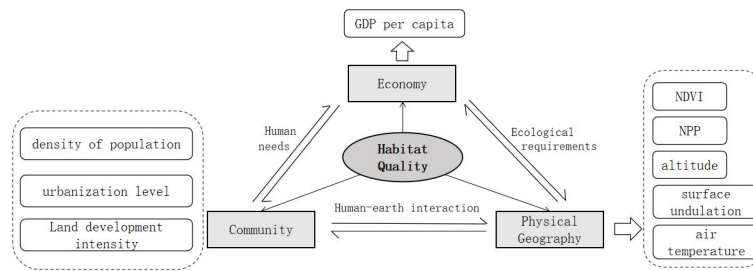 GDP per capita
Economy
Human
needs
Ecological
requirements
Habitat
Quality
density of population
urbanization level
Land development
intensity
Community
Human-earth interaction
Physical
Geography
NDVI
NPP
altitude
surface
undulation
air
temperature